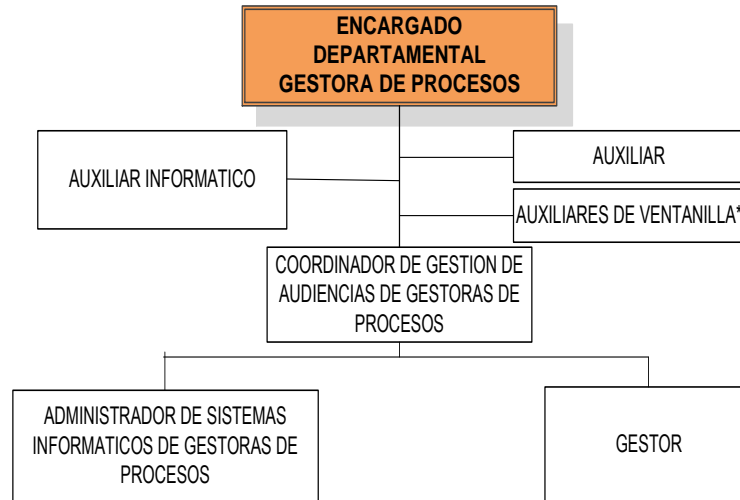 ENCARGADO
DEPARTAMENTAL
GESTORA DE PROCESOS
AUXILIAR INFORMATICO
AUXILIAR
AUXILIARES DE VENTANILLA*
COORDINADOR DE GESTION DE
AUDIENCIAS DE GESTORAS DE
PROCESOS
ADMINISTRADOR DE SISTEMAS
INFORMATICOS DE GESTORAS DE
PROCESOS
GESTOR